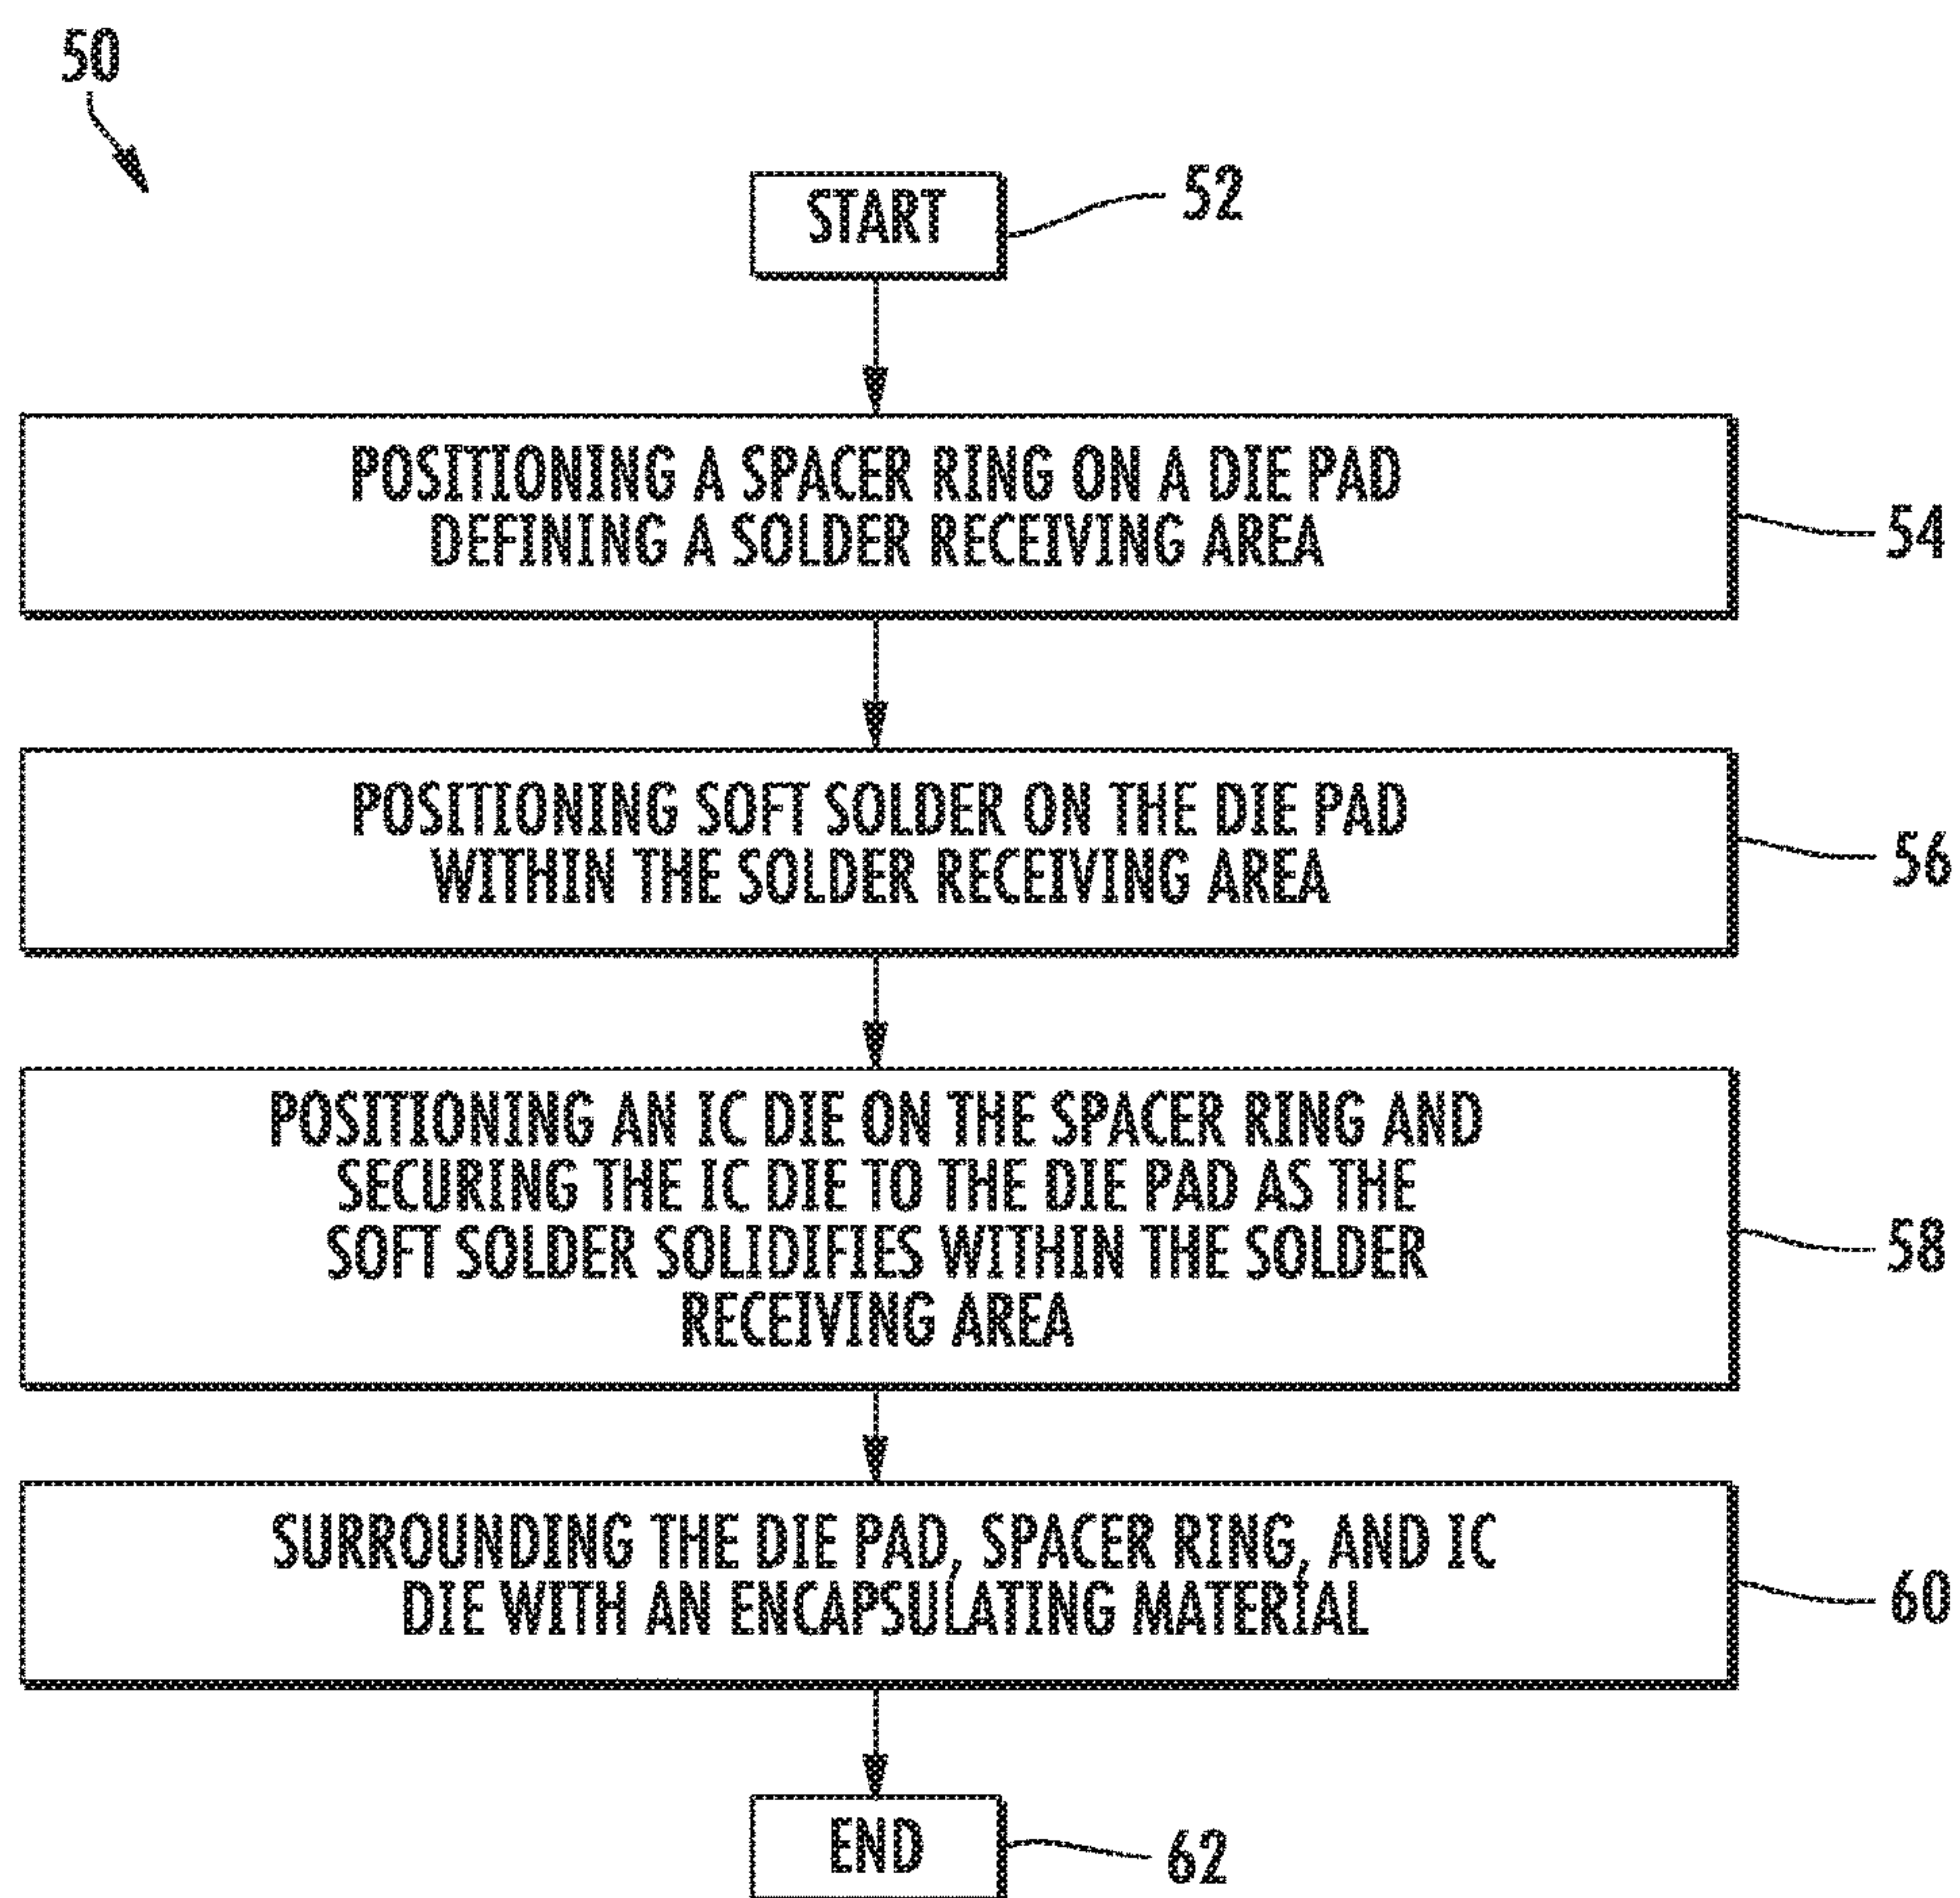 50
START
52
POSITIONING A SPACER RING ON A DIE PAD
DEFINING A SOLDER RECEIVING AREA
54
POSITIONING SOFT SOLDER ON THE DIE PAD
WITHIN THE SOLDER RECEIVING AREA
56
POSITIONING AN IC DIE ON THE SPACER RING AND
SECURING THE IC DIE TO THE DIE PAD AS THE
SOFT SOLDER SOLIDIFIES WITHIN THE SOLDER
RECEIVING AREA
58
SURROUNDING THE DIE PAD, SPACER RING, AND IC
DIE WITH AN ENCAPSULATING MATERIAL
60
END
62